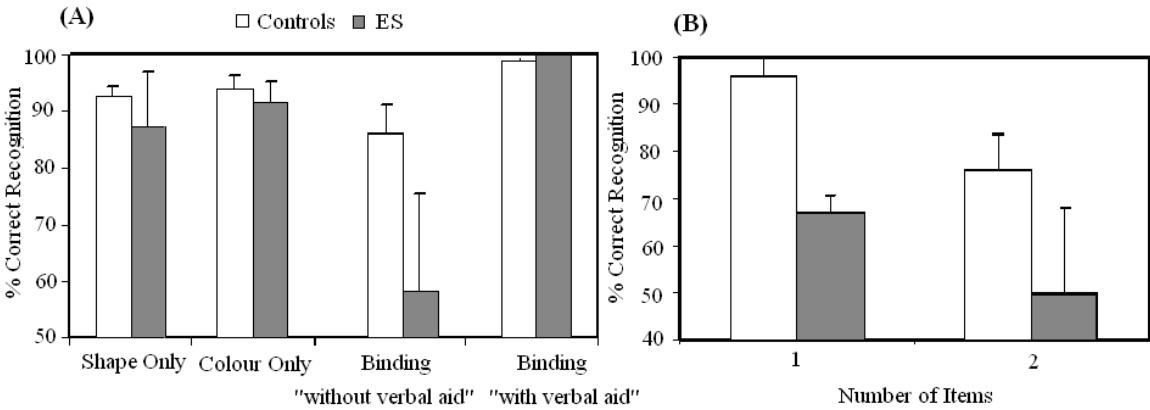 (A)
Controls ES
% Correct Recognition
100
90
80
70
60
50
Shape Only Colour Only Binding Binding
"without verbal aid" "with verbal aid"
(B)
% Correct Recognition
100
90
80
70
60
50
40
1 2
Number of Items